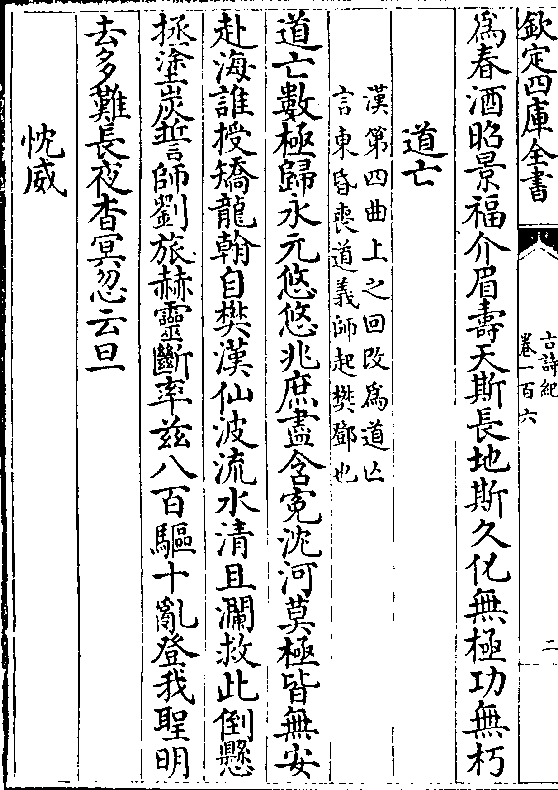 欽定四庫全書
古詩紀
卷一百六
二
爲春酒昭景福介眉壽天斯長地斯久化無極功無朽
道亡
漢第四曲上之回改爲道亡
言東昏喪道義師起樊鄧也
道亡數極歸永元悠悠兆庶盡含寃沈河莫極皆無安
赴海誰授矯龍翰自樊漢仙波流水清且瀾救此倒懸
拯塗炭誓師劉旅赫靈斷率兹八百驅十亂登我聖明
去多難長夜杳冥忽云旦
忱威